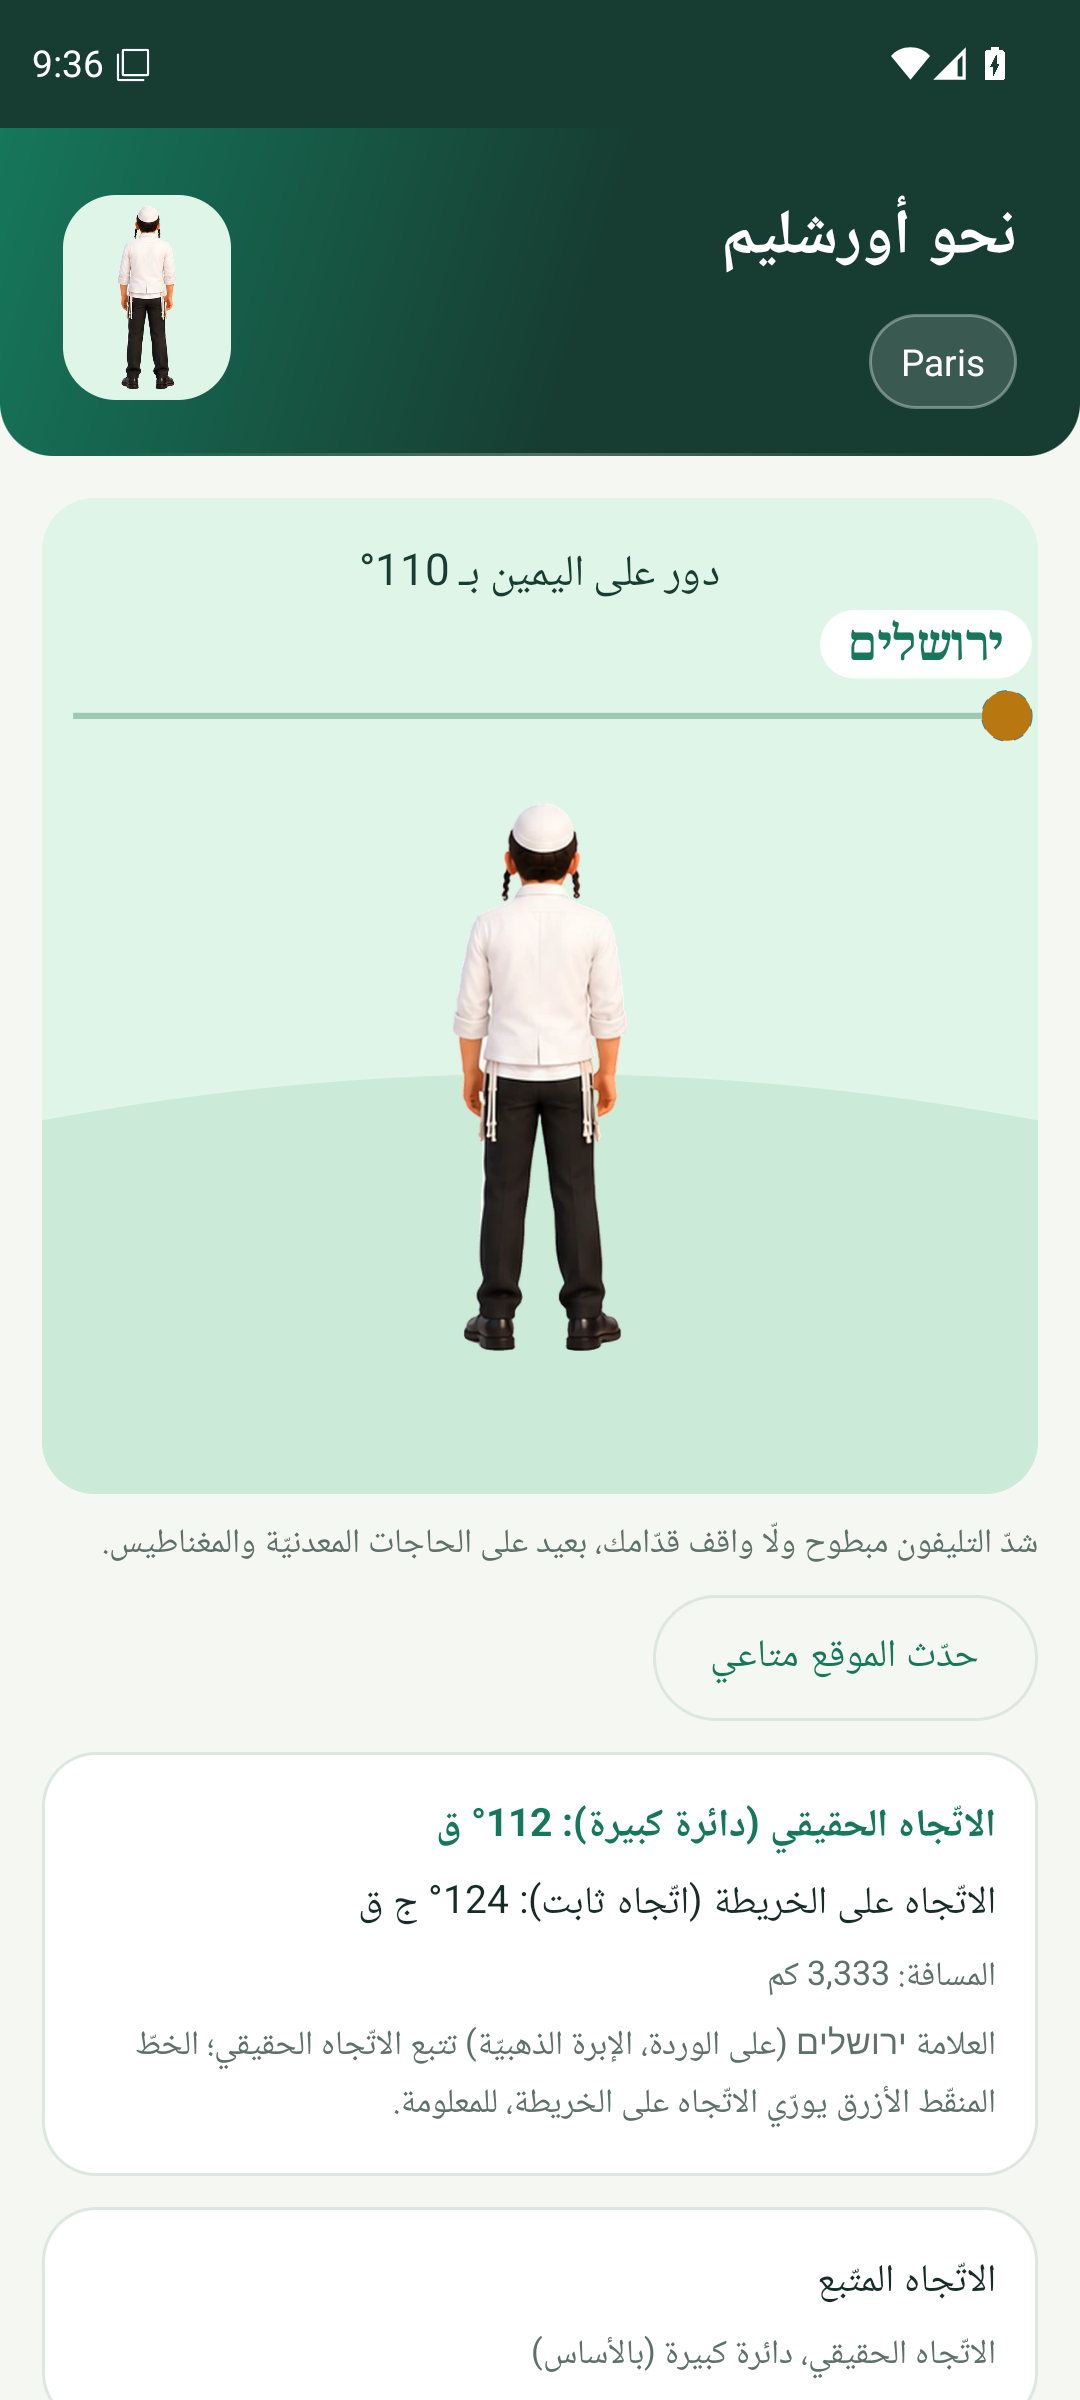 9:36
نحو أورشليم
Paris
دور على اليمين بـ 110°
ירושלים
شدّ التليفون مبطوح ولّا واقف قدّامك، بعيد على الحاجات المعدنيّة والمغناطيس.
حدّث الموقع متاعي
الاتّجاه الحقيقي (دائرة كبيرة): 112° ق
الاتّجاه على الخريطة (اتّجاه ثابت): 124° ج ق
المسافة: 3,333 كم
العلامة ירושלים (على الوردة، الإبرة الذهبيّة) تتبع الاتّجاه الحقيقي؛ الخطّ
المنقّط الأزرق يورّي الاتّجاه على الخريطة، للمعلومة.
الاتّجاه المتّبع
الاتّجاه الحقيقي، دائرة كبيرة (بالأساس)